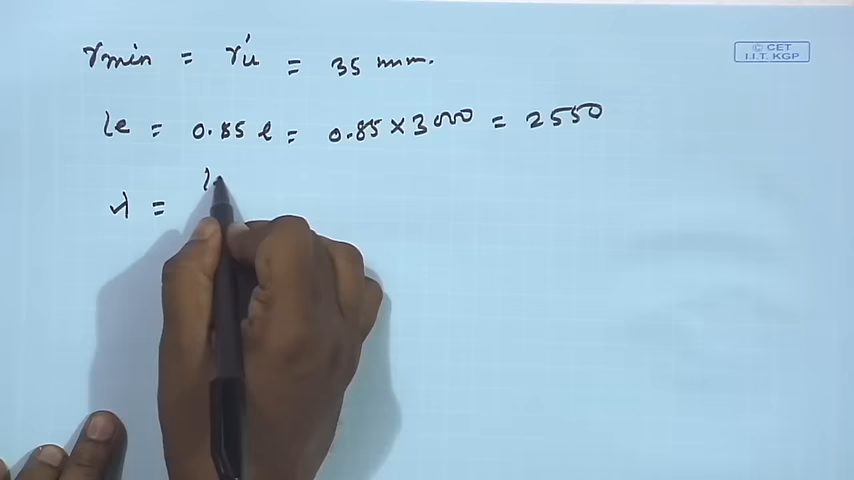 rmin = r'u = 35 mm.
© CET
I.I.T. KGP
le = 0.85 l = 0.85 × 3000 = 2550
λ = l